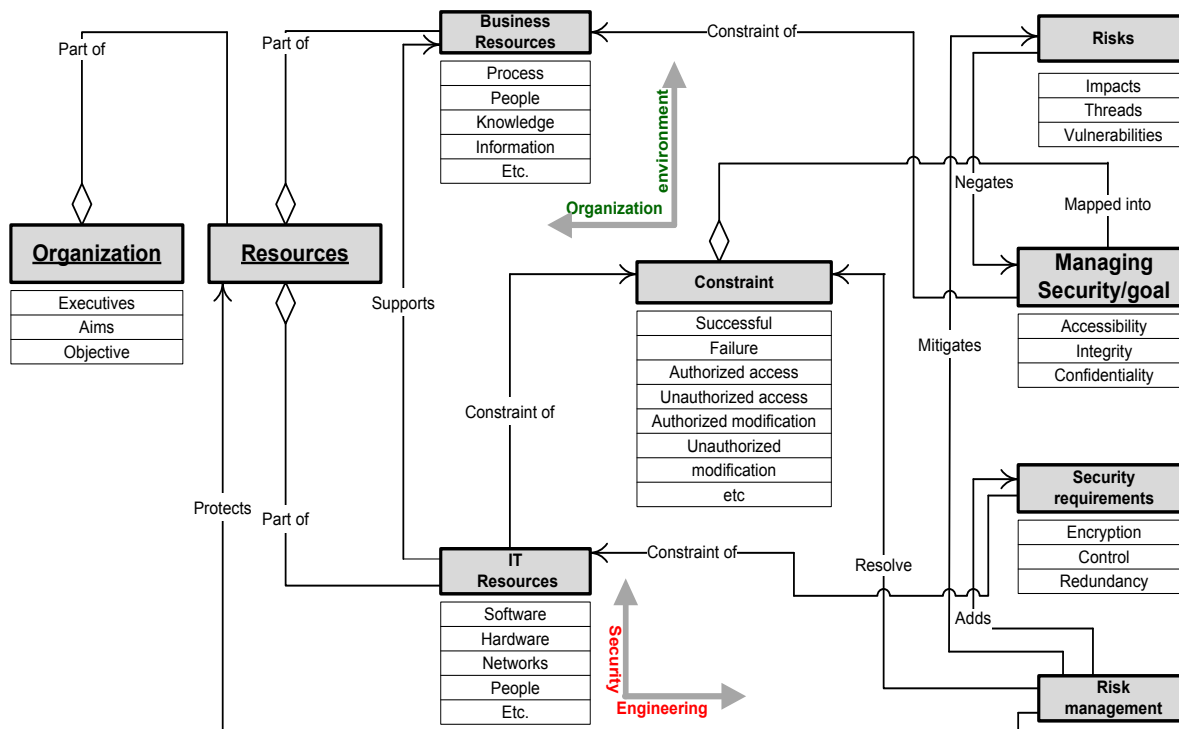 Part of
Part of
Business
Resources
Constraint of
Risks
Process
People
Knowledge
Information
Etc.
Impacts
Threads
Vulnerabilities
environment
Organization
Negates
Mapped into
Organization
Resources
Executives
Aims
Objective
Supports
Constraint
Successful
Failure
Authorized access
Unauthorized access
Authorized modification
Unauthorized
modification
etc
Managing
Security/goal
Accessibility
Integrity
Confidentiality
Mitigates
Constraint of
Security
requirements
Encryption
Control
Redundancy
Protects
Part of
IT
Resources
Constraint of
Resolve
Adds
Software
Hardware
Networks
People
Etc.
Security
Engineering
Risk
management